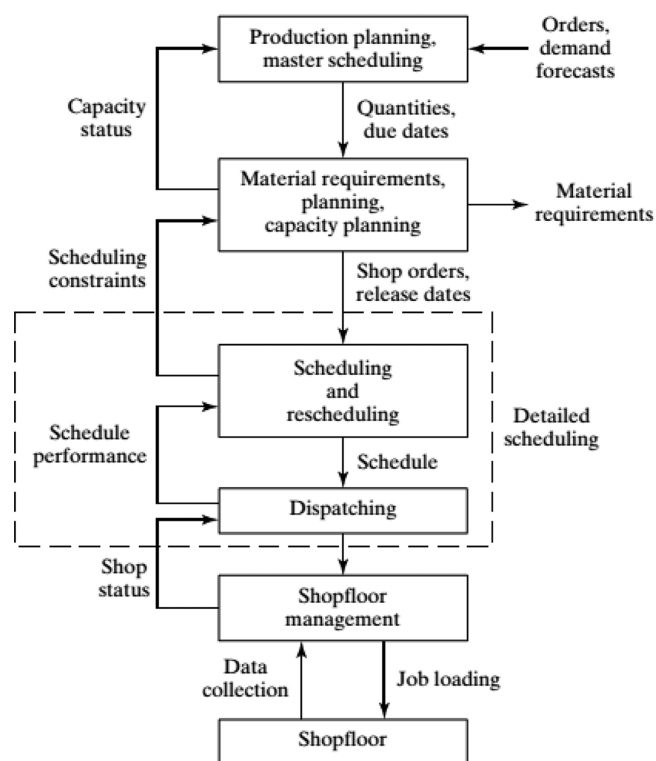 Production planning,
master scheduling
Orders,
demand
forecasts
Capacity
status
Quantities,
due dates
Material requirements,
planning,
capacity planning
Material
requirements
Scheduling
constraints
Shop orders,
release dates
Scheduling
and
rescheduling
Detailed
scheduling
Schedule
performance
Schedule
Dispatching
Shop
status
Shopfloor
management
Data
collection
Job loading
Shopfloor